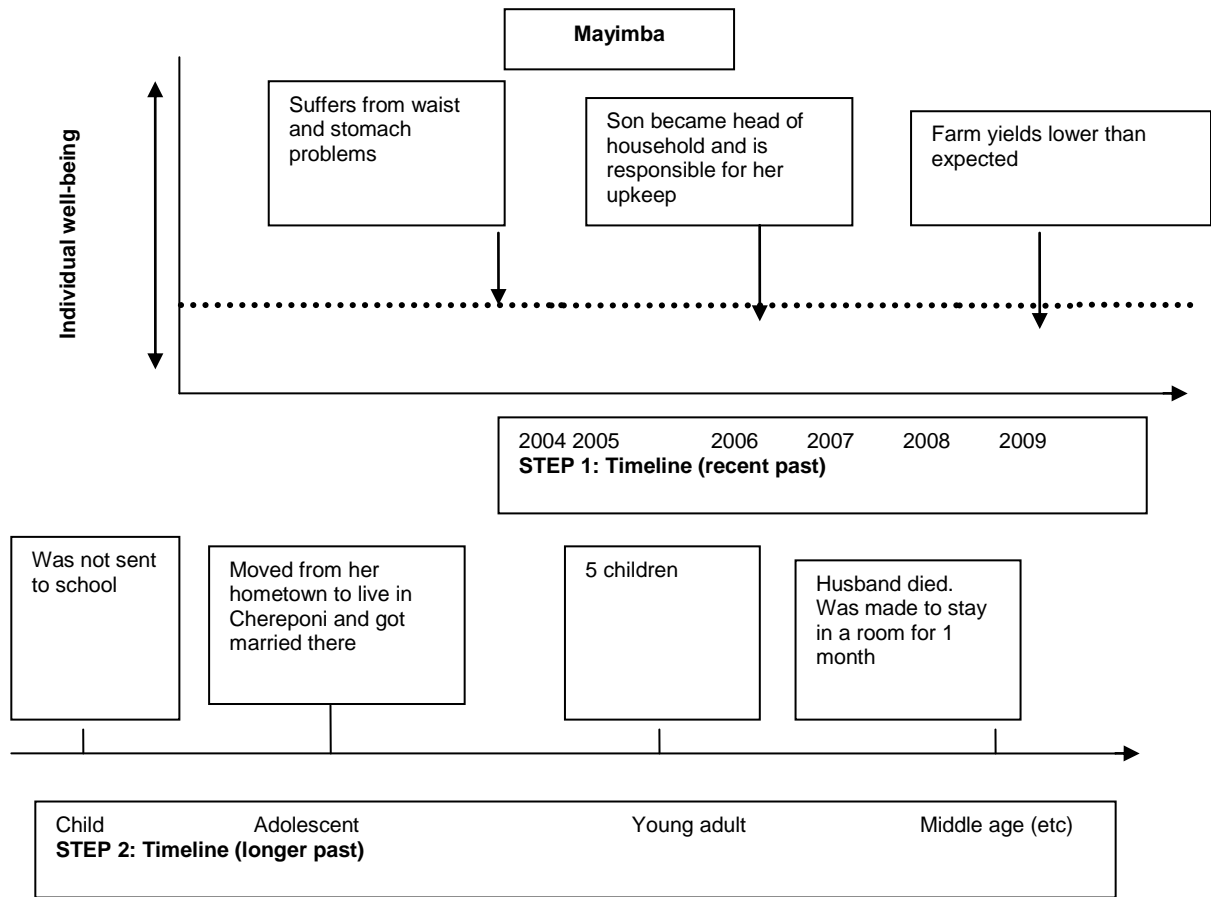 Mayimba
Individual well-being
Suffers from waist
and stomach
problems
Son became head of
household and is
responsible for her
upkeep
Farm yields lower than
expected
2004 2005 2006 2007 2008 2009
STEP 1: Timeline (recent past)
Was not sent
to school
Moved from her
hometown to live in
Chereponi and got
married there
5 children
Husband died.
Was made to stay
in a room for 1
month
Child Adolescent Young adult Middle age (etc)
STEP 2: Timeline (longer past)